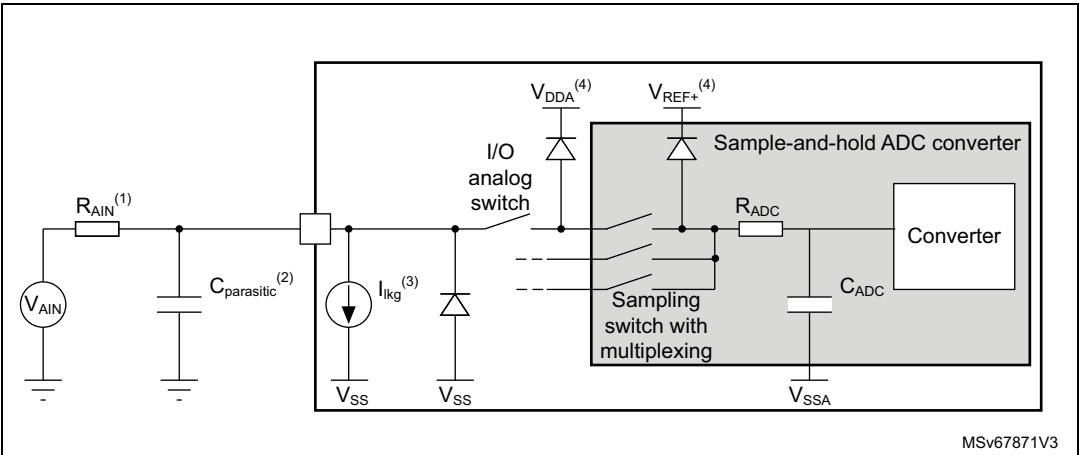 V_DDA^(4)
V_REF+^(4)
Sample-and-hold ADC converter
I/O
analog
switch
R_AIN^(1)
R_ADC
Converter
V_AIN
C_parasitic^(2)
I_lkg^(3)
C_ADC
Sampling
switch with
multiplexing
V_SS
V_SS
V_SSA
MSv67871V3